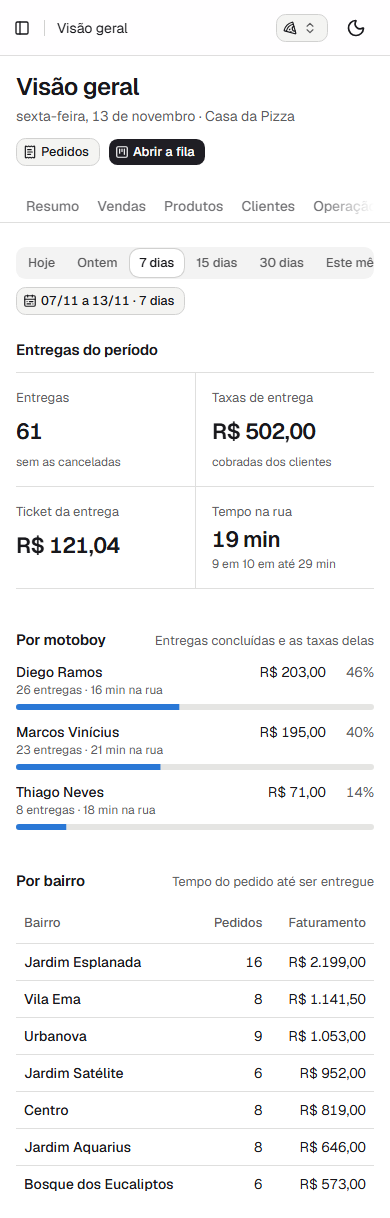 Visão geral
Visão geral
sexta-feira, 13 de novembro · Casa da Pizza
Pedidos
Abrir a fila
Resumo Vendas Produtos Clientes Operaçã
Hoje Ontem 7 dias 15 dias 30 dias Este mê
07/11 a 13/11 · 7 dias
Entregas do período
Entregas
61
sem as canceladas
Taxas de entrega
R$ 502,00
cobradas dos clientes
Ticket da entrega
R$ 121,04
Tempo na rua
19 min
9 em 10 em até 29 min
Por motoboy Entregas concluídas e as taxas delas
Diego Ramos R$ 203,00 46%
26 entregas · 16 min na rua
Marcos Vinícius R$ 195,00 40%
23 entregas · 21 min na rua
Thiago Neves R$ 71,00 14%
8 entregas · 18 min na rua
Por bairro Tempo do pedido até ser entregue
Bairro Pedidos Faturamento
Jardim Esplanada 16 R$ 2.199,00
Vila Ema 8 R$ 1.141,50
Urbanova 9 R$ 1.053,00
Jardim Satélite 6 R$ 952,00
Centro 8 R$ 819,00
Jardim Aquarius 8 R$ 646,00
Bosque dos Eucaliptos 6 R$ 573,00